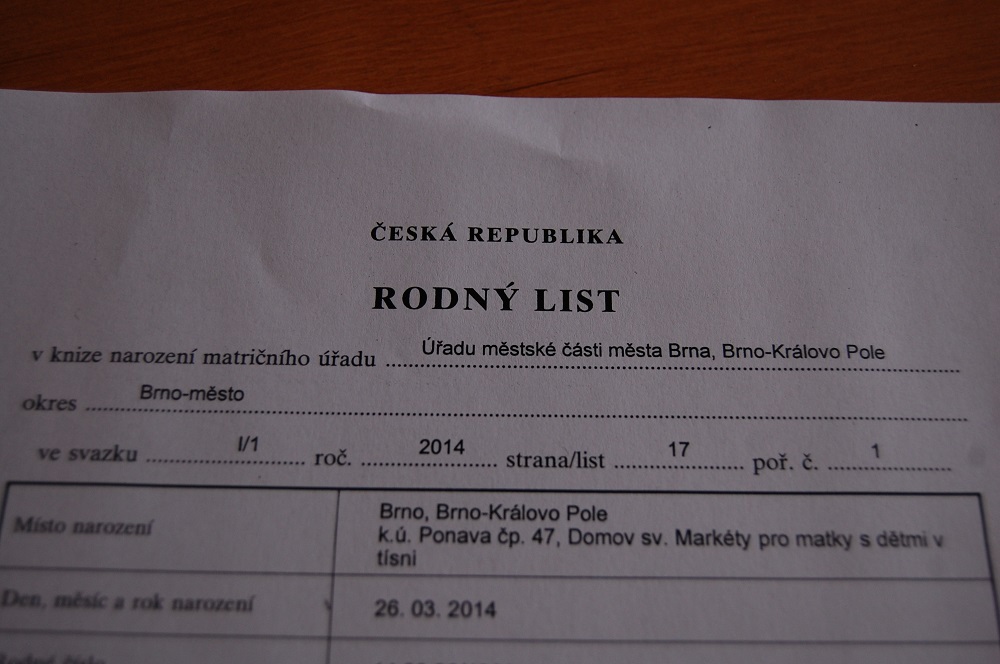 ČESKÁ REPUBLIKA
RODNÝ LIST
v knize narození matričního úřadu Úřadu městské části města Brna, Brno-Královo Pole
okres Brno-město
ve svazku I/1 roč. 2014 strana/list 17 poř. č. 1
Místo narození Brno, Brno-Královo Pole
k.ú. Ponava čp. 47, Domov sv. Markéty pro matky s dětmi v
tísni
Den, měsíc a rok narození 26. 03. 2014